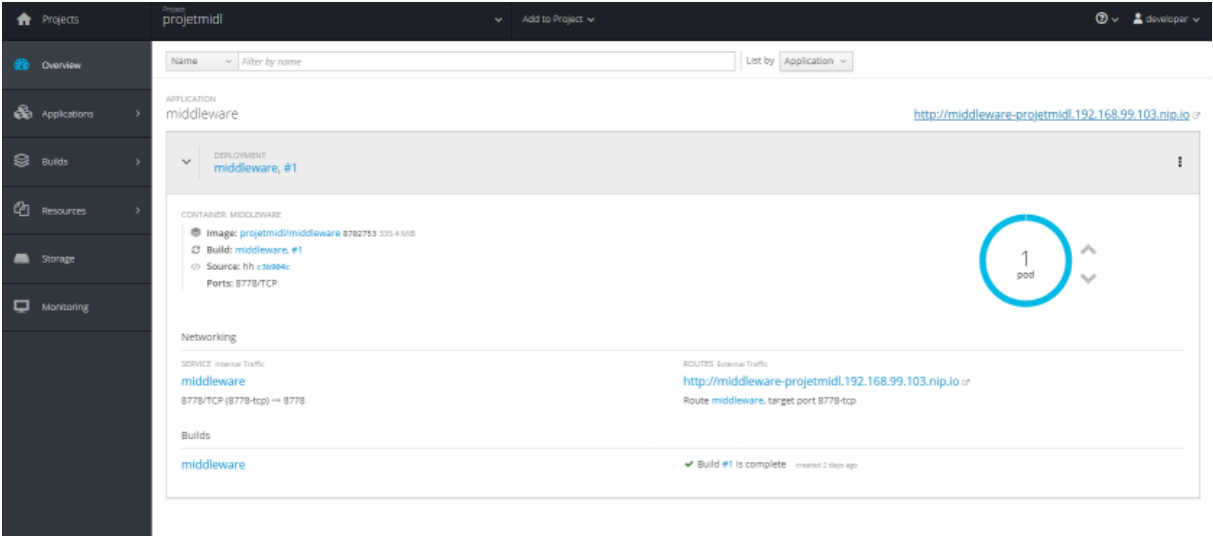 Projects
Project
projetmidl
Add to Project
developer
Overview
Applications
Builds
Resources
Storage
Monitoring
Name
Filter by name
List by
Application
APPLICATION
middleware
http://middleware-projetmidl.192.168.99.103.nip.io
DEPLOYMENT
middleware, #1
CONTAINER: MIDDLEWARE
Image: projetmidl/middleware 8702753 335.4 MiB
Build: middleware, #1
</> Source: hh c3b904c
Ports: 8778/TCP
1
pod
Networking
SERVICE Internal Traffic
middleware
8778/TCP (8778-tcp) → 8778
ROUTES External Traffic
http://middleware-projetmidl.192.168.99.103.nip.io
Route middleware, target port 8778-tcp
Builds
middleware
Build #1 is complete created 2 days ago